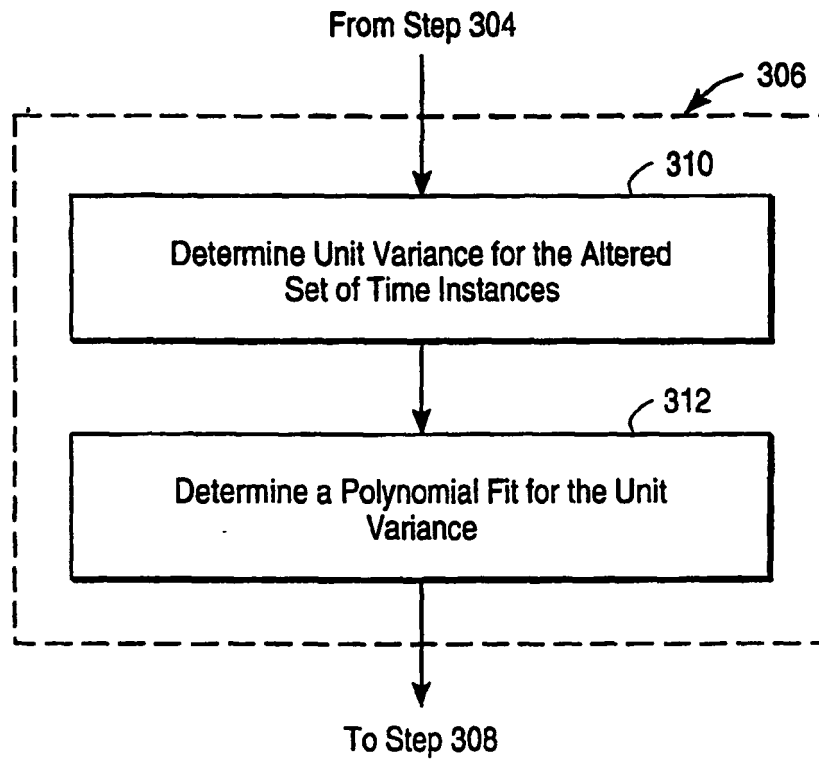 From Step 304
306
310
Determine Unit Variance for the Altered
Set of Time Instances
312
Determine a Polynomial Fit for the Unit
Variance
To Step 308